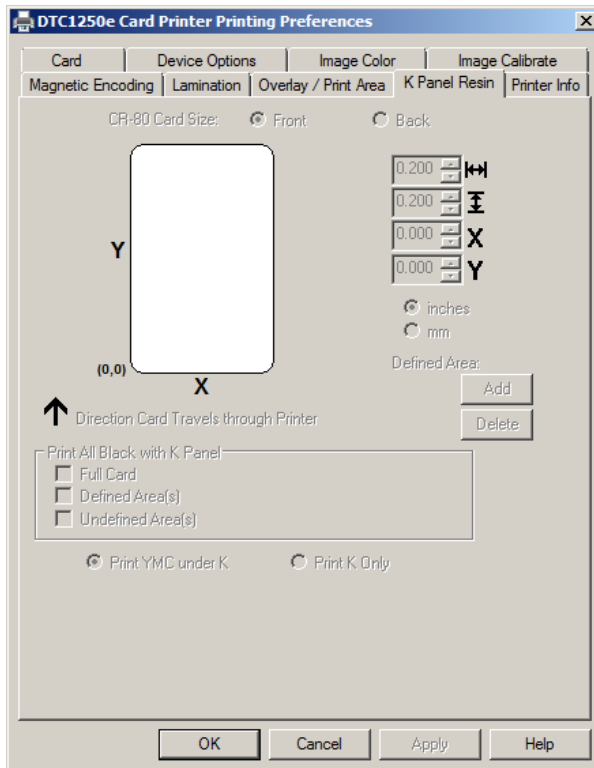 DTC1250e Card Printer Printing Preferences
Card Device Options Image Color Image Calibrate
Magnetic Encoding Lamination Overlay / Print Area K Panel Resin Printer Info
CR-80 Card Size: Front Back
0.200
0.200
0.000 X
0.000 Y
Y
inches
mm
(0,0)
X
Defined Area:
Add
Direction Card Travels through Printer
Delete
Print All Black with K Panel
Full Card
Defined Area(s)
Undefined Area(s)
Print YMC under K Print K Only
OK Cancel Apply Help